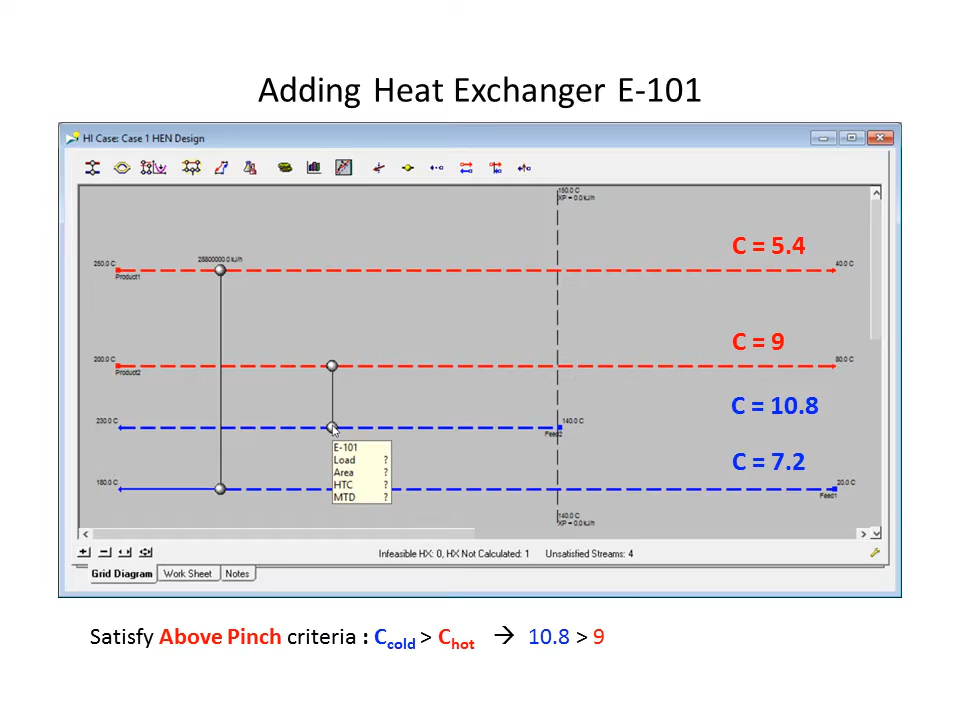 Adding Heat Exchanger E-101
HI Case: Case 1 HEN Design
150.0 C
XP = 0.0 kJ/h
C = 5.4
28800000.0 kJ/h
250.0 C
40.0 C
Product1
C = 9
200.0 C
80.0 C
Product2
C = 10.8
230.0 C
140.0 C
Feed2
E-101
Load ?
Area ?
HTC ?
MTD ?
C = 7.2
180.0 C
20.0 C
Feed1
140.0 C
XP = 0.0 kJ/h
Infeasible HX: 0, HX Not Calculated: 1 Unsatisfied Streams: 4
Grid Diagram Work Sheet Notes
Satisfy Above Pinch criteria : Ccold > Chot → 10.8 > 9